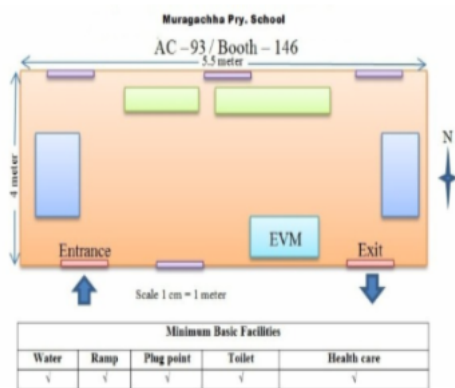 Muragachha Pry. School
AC –93 / Booth – 146
5.5 meter
4 meter
N
EVM
Entrance
Exit
Scale 1 cm = 1 meter
Minimum Basic Facilities
Water Ramp Plug point Toilet Health care
√ √ √ √ √